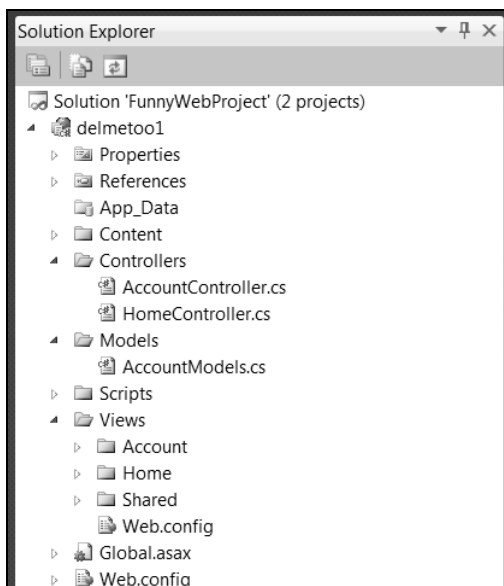 Solution Explorer
Solution 'FunnyWebProject' (2 projects)
delmetoo1
Properties
References
App_Data
Content
Controllers
AccountController.cs
HomeController.cs
Models
AccountModels.cs
Scripts
Views
Account
Home
Shared
Web.config
Global.asax
Web.config